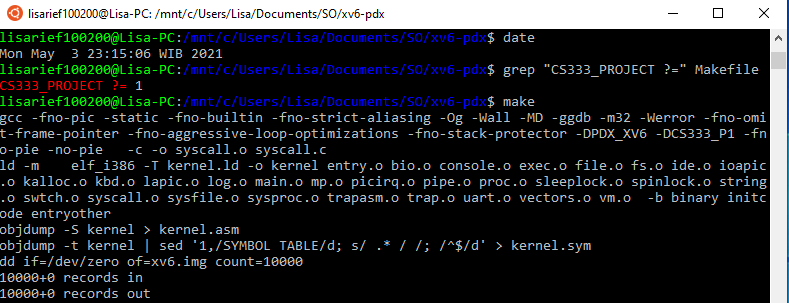 lisarief100200@Lisa-PC: /mnt/c/Users/Lisa/Documents/SO/xv6-pdx
lisarief100200@Lisa-PC:/mnt/c/Users/Lisa/Documents/SO/xv6-pdx$ date
Mon May  3 23:15:06 WIB 2021
lisarief100200@Lisa-PC:/mnt/c/Users/Lisa/Documents/SO/xv6-pdx$ grep "CS333_PROJECT ?=" Makefile
CS333_PROJECT ?= 1
lisarief100200@Lisa-PC:/mnt/c/Users/Lisa/Documents/SO/xv6-pdx$ make
gcc -fno-pic -static -fno-builtin -fno-strict-aliasing -Og -Wall -MD -ggdb -m32 -Werror -fno-omi
t-frame-pointer -fno-aggressive-loop-optimizations -fno-stack-protector -DPDX_XV6 -DCS333_P1 -fn
o-pie -no-pie   -c -o syscall.o syscall.c
ld -m    elf_i386 -T kernel.ld -o kernel entry.o bio.o console.o exec.o file.o fs.o ide.o ioapic
.o kalloc.o kbd.o lapic.o log.o main.o mp.o picirq.o pipe.o proc.o sleeplock.o spinlock.o string
.o swtch.o syscall.o sysfile.o sysproc.o trapasm.o trap.o uart.o vectors.o vm.o  -b binary initc
ode entryother
objdump -S kernel > kernel.asm
objdump -t kernel | sed '1,/SYMBOL TABLE/d; s/ .* / /; /^$/d' > kernel.sym
dd if=/dev/zero of=xv6.img count=10000
10000+0 records in
10000+0 records out